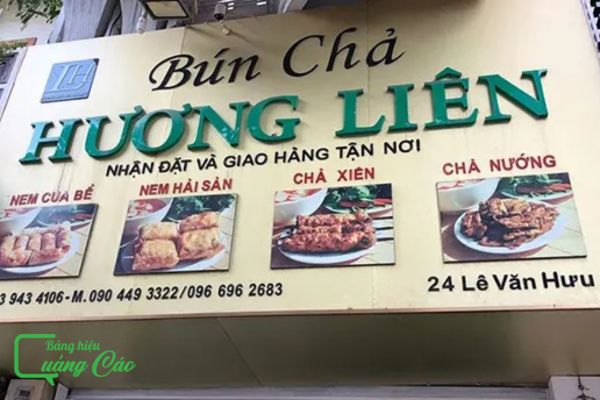 LH
Bún Chả
HƯƠNG LIÊN
NHẬN ĐẶT VÀ GIAO HÀNG TẬN NƠI
NEM CUA BỂ NEM HẢI SẢN CHẢ XIÊN CHẢ NƯỚNG
3 943 4106-M. 090 449 3322/096 696 2683 24 Lê Văn Hưu
Bảng hiệu
Quảng Cáo